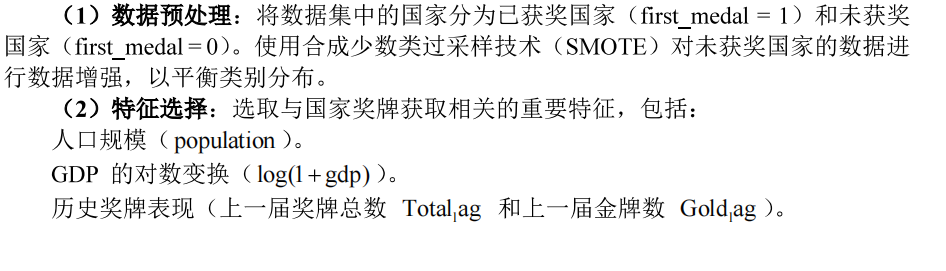 （1）数据预处理：将数据集中的国家分为已获奖国家（first_medal = 1）和未获奖
国家（first_medal = 0）。使用合成少数类过采样技术（SMOTE）对未获奖国家的数据进
行数据增强，以平衡类别分布。
（2）特征选择：选取与国家奖牌获取相关的重要特征，包括：
人口规模（population）。
GDP 的对数变换（log(1+gdp)）。
历史奖牌表现（上一届奖牌总数 Total_lag 和上一届金牌数 Gold_lag）。